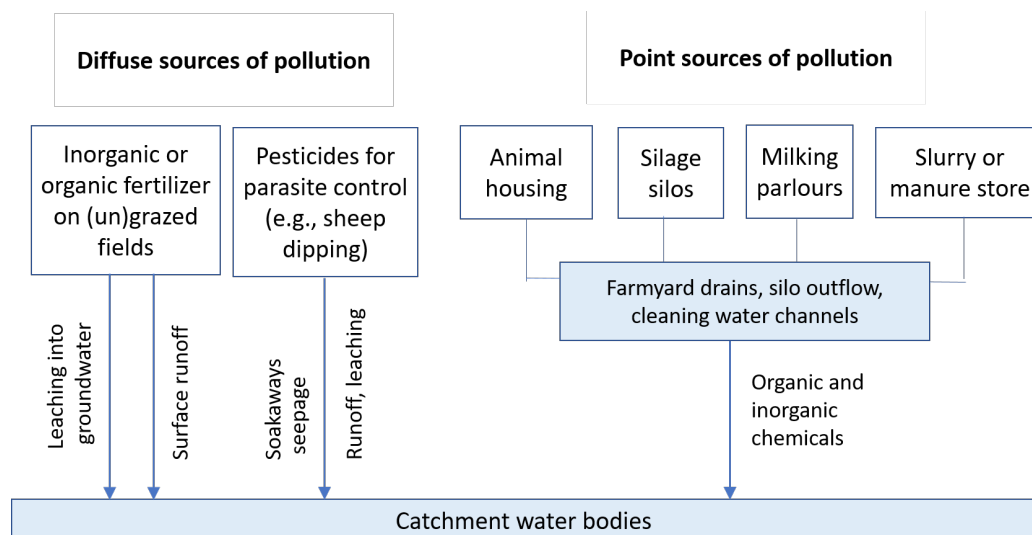 Diffuse sources of pollution
Point sources of pollution
Inorganic or
organic fertilizer
on (un)grazed
fields
Pesticides for
parasite control
(e.g., sheep
dipping)
Animal
housing
Silage
silos
Milking
parlours
Slurry or
manure store
Farmyard drains, silo outflow,
cleaning water channels
Leaching into
groundwater
Surface runoff
Soakaways
seepage
Runoff, leaching
Organic and
inorganic
chemicals
Catchment water bodies